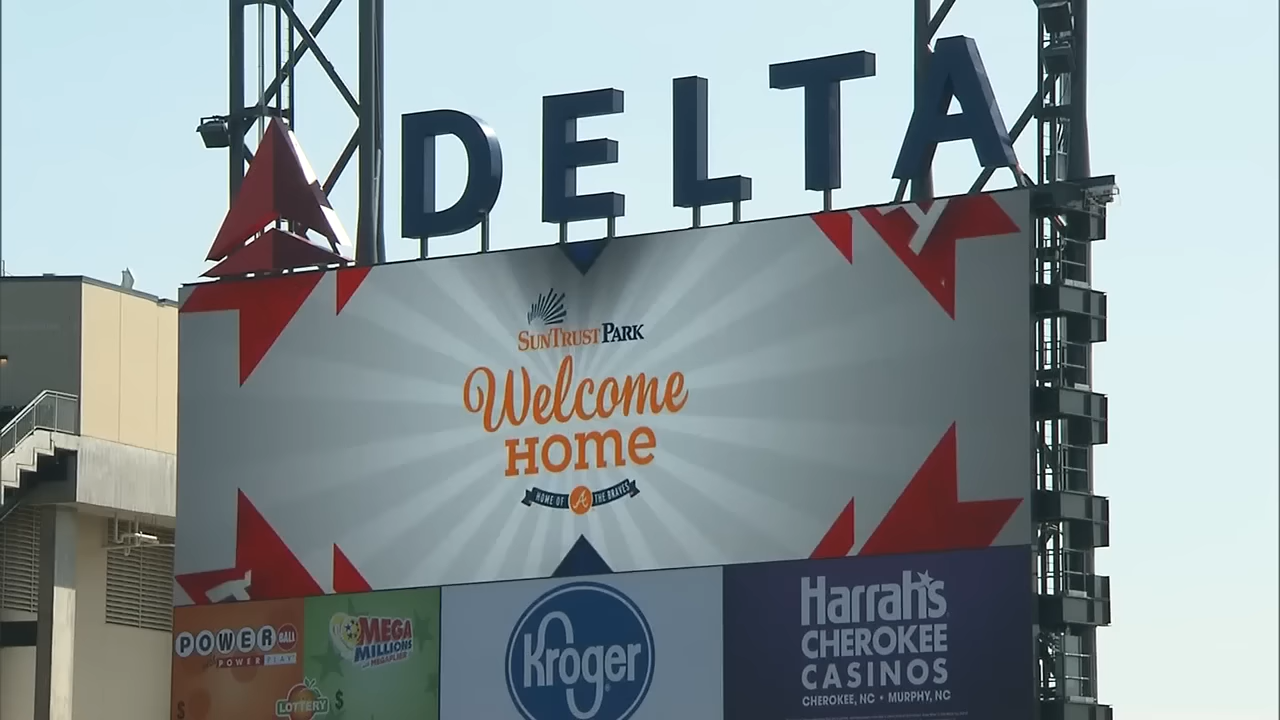 DELTA
SUNTRUST PARK
Welcome
HOME
HOME OF A THE BRAVES
POWERBALL
POWER PLAY
MEGA
MILLIONS
MEGAPLIER
LOTTERY
$
$
Kroger
Harrah's
CHEROKEE
CASINOS
CHEROKEE, NC • MURPHY, NC